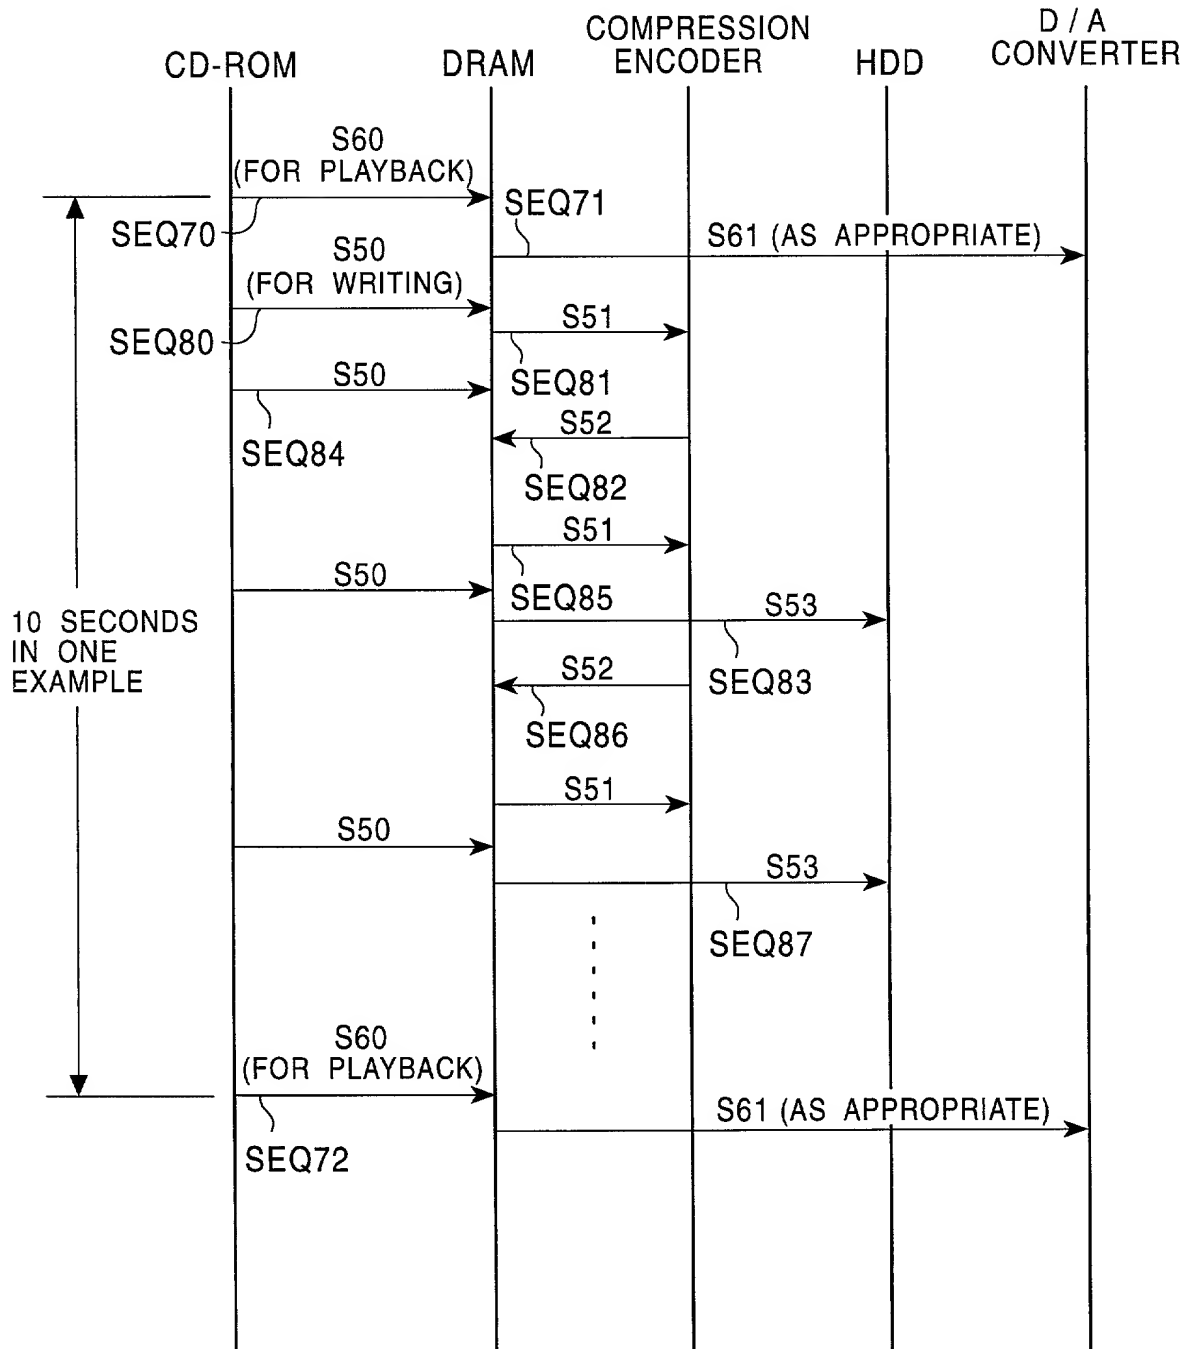 CD-ROM
DRAM
COMPRESSION
ENCODER
HDD
D / A
CONVERTER
S60
(FOR PLAYBACK)
SEQ70
SEQ71
S61 (AS APPROPRIATE)
S50
(FOR WRITING)
SEQ80
S51
SEQ81
S50
SEQ84
S52
SEQ82
S51
SEQ85
S50
S53
SEQ83
10 SECONDS
IN ONE
EXAMPLE
S52
SEQ86
S51
S50
S53
SEQ87
S60
(FOR PLAYBACK)
SEQ72
S61 (AS APPROPRIATE)